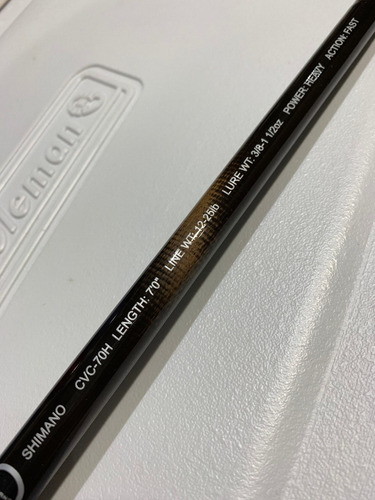 SHIMANO CVC-70H LENGTH: 7'0" LINE WT: 12-25lb LURE WT: 3/8-1 1/2oz POWER: HEAVY ACTION: FAST
leman